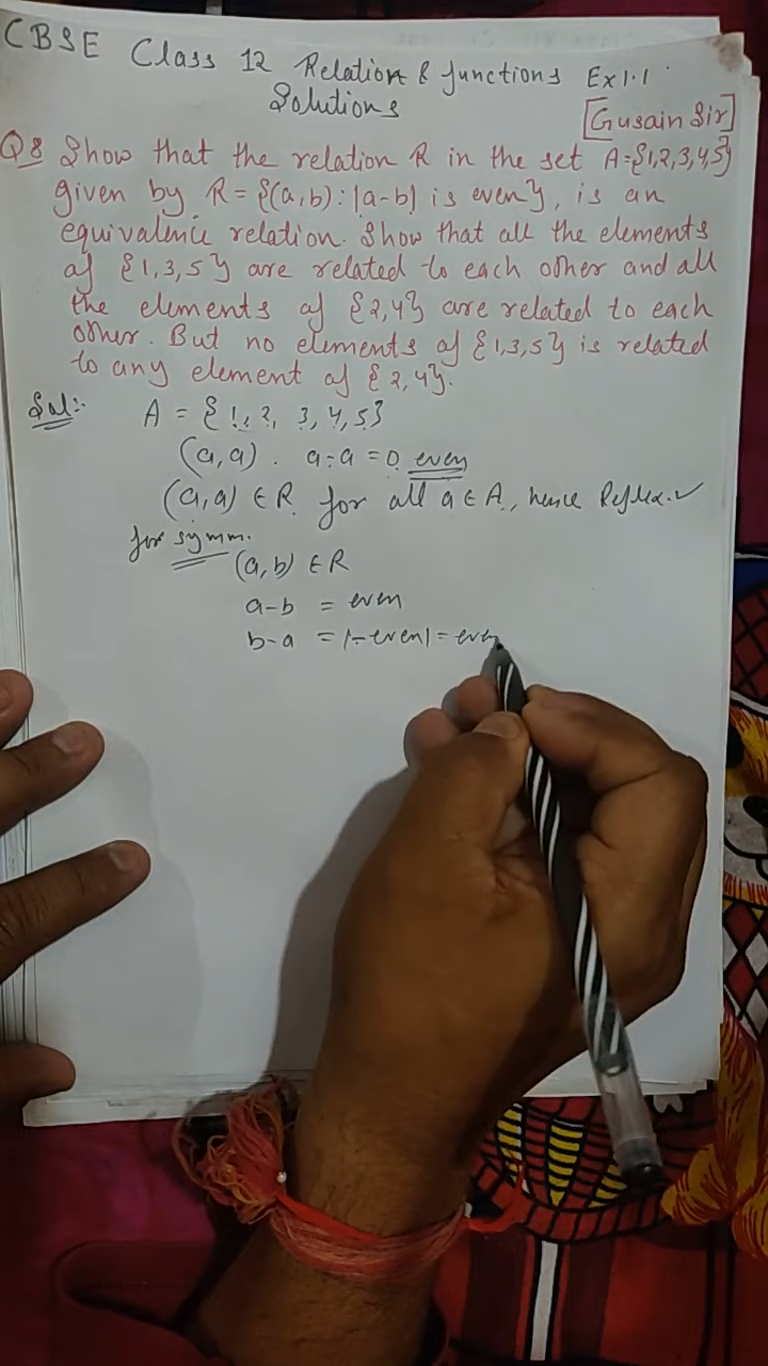 CBSE Class 12 Relation & functions Ex 1.1
Solutions
[Gusain Sir]
Q8 Show that the relation R in the set A={1,2,3,4,5}
given by R = {(a,b) : |a-b| is even}, is an
equivalence relation. Show that all the elements
of {1,3,5} are related to each other and all
the elements of {2,4} are related to each
other. But no elements of {1,3,5} is related
to any element of {2,4}.
Sol:- A = {1, 2, 3, 4, 5}
(a,a). a-a = 0 even
(a,a) ∈ R for all a ∈ A, hence Reflex. ✓
for symm.
(a,b) ∈ R
a-b = even
b-a = |-even| = even